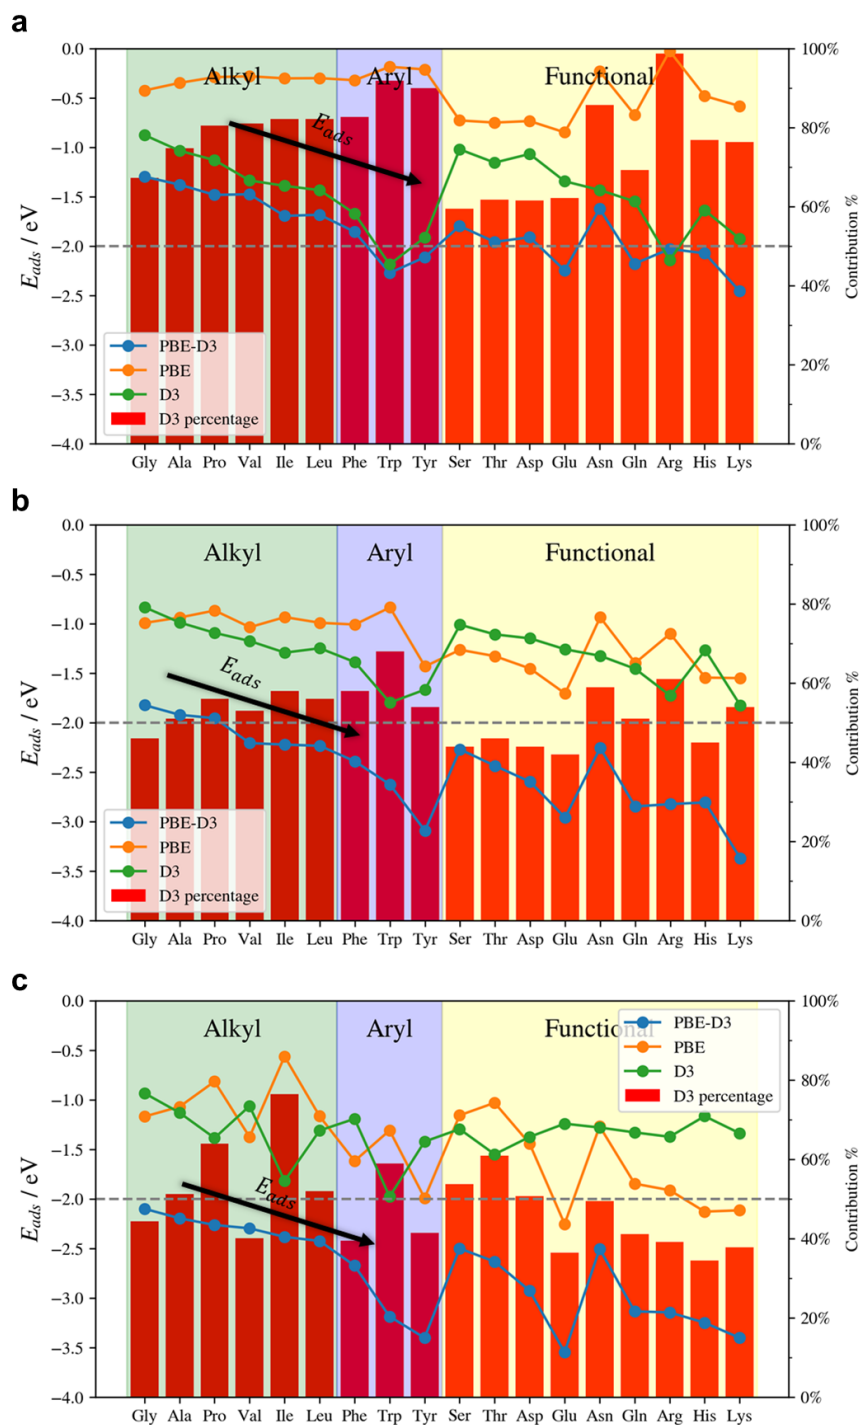 a
0.0
−0.5
−1.0
−1.5
−2.0
−2.5
−3.0
−3.5
−4.0
E_ads / eV
Alkyl Aryl Functional
E_ads
PBE-D3
PBE
D3
D3 percentage
100%
80%
60%
40%
20%
0%
Contribution %
Gly Ala Pro Val Ile Leu Phe Trp Tyr Ser Thr Asp Glu Asn Gln Arg His Lys
b
0.0
−0.5
−1.0
−1.5
−2.0
−2.5
−3.0
−3.5
−4.0
E_ads / eV
Alkyl Aryl Functional
E_ads
PBE-D3
PBE
D3
D3 percentage
100%
80%
60%
40%
20%
0%
Contribution %
Gly Ala Pro Val Ile Leu Phe Trp Tyr Ser Thr Asp Glu Asn Gln Arg His Lys
c
0.0
−0.5
−1.0
−1.5
−2.0
−2.5
−3.0
−3.5
−4.0
E_ads / eV
Alkyl Aryl Functional
E_ads
PBE-D3
PBE
D3
D3 percentage
100%
80%
60%
40%
20%
0%
Contribution %
Gly Ala Pro Val Ile Leu Phe Trp Tyr Ser Thr Asp Glu Asn Gln Arg His Lys